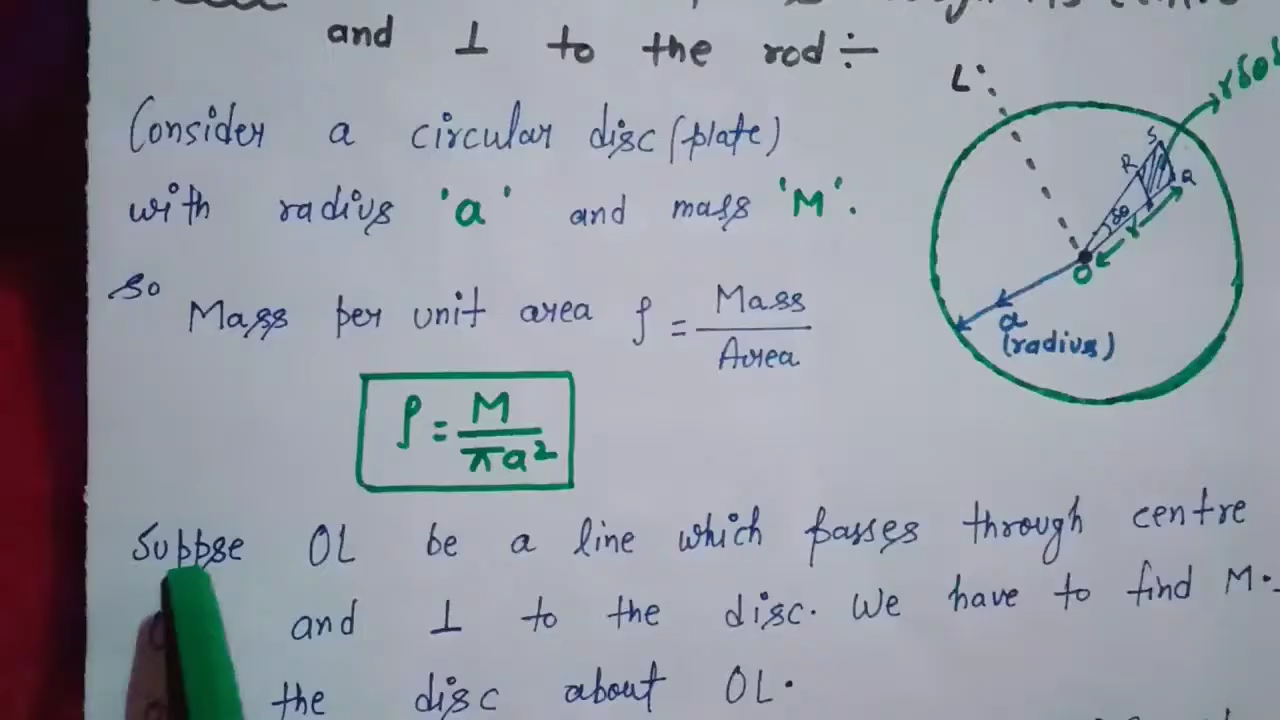 and ⊥ to the rod ÷
Consider a circular disc (plate)
with radius 'a' and mass 'M'.
so Mass per unit area ρ = Mass / Area
ρ = M / πa²
Suppse OL be a line which passes through centre
and ⊥ to the disc. We have to find M.
the disc about OL.
L
rδθ
S
R
Q
δθ
r
O
a
(radius)